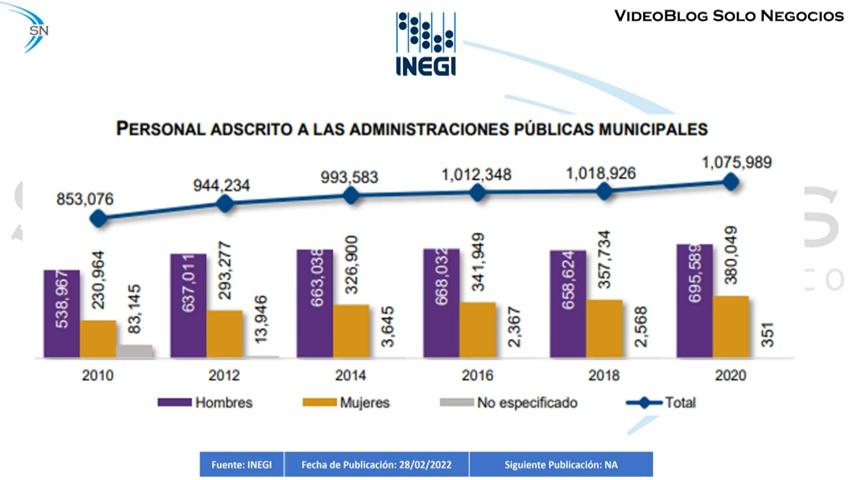 SN
VIDEOBLOG SOLO NEGOCIOS
INEGI
PERSONAL ADSCRITO A LAS ADMINISTRACIONES PÚBLICAS MUNICIPALES
853,076 944,234 993,583 1,012,348 1,018,926 1,075,989
538,967 230,964 83,145 637,011 293,277 13,946 663,038 326,900 3,645 668,032 341,949 2,367 658,624 357,734 2,568 695,589 380,049 351
2010 2012 2014 2016 2018 2020
Hombres Mujeres No especificado Total
Fuente: INEGI Fecha de Publicación: 28/02/2022 Siguiente Publicación: NA